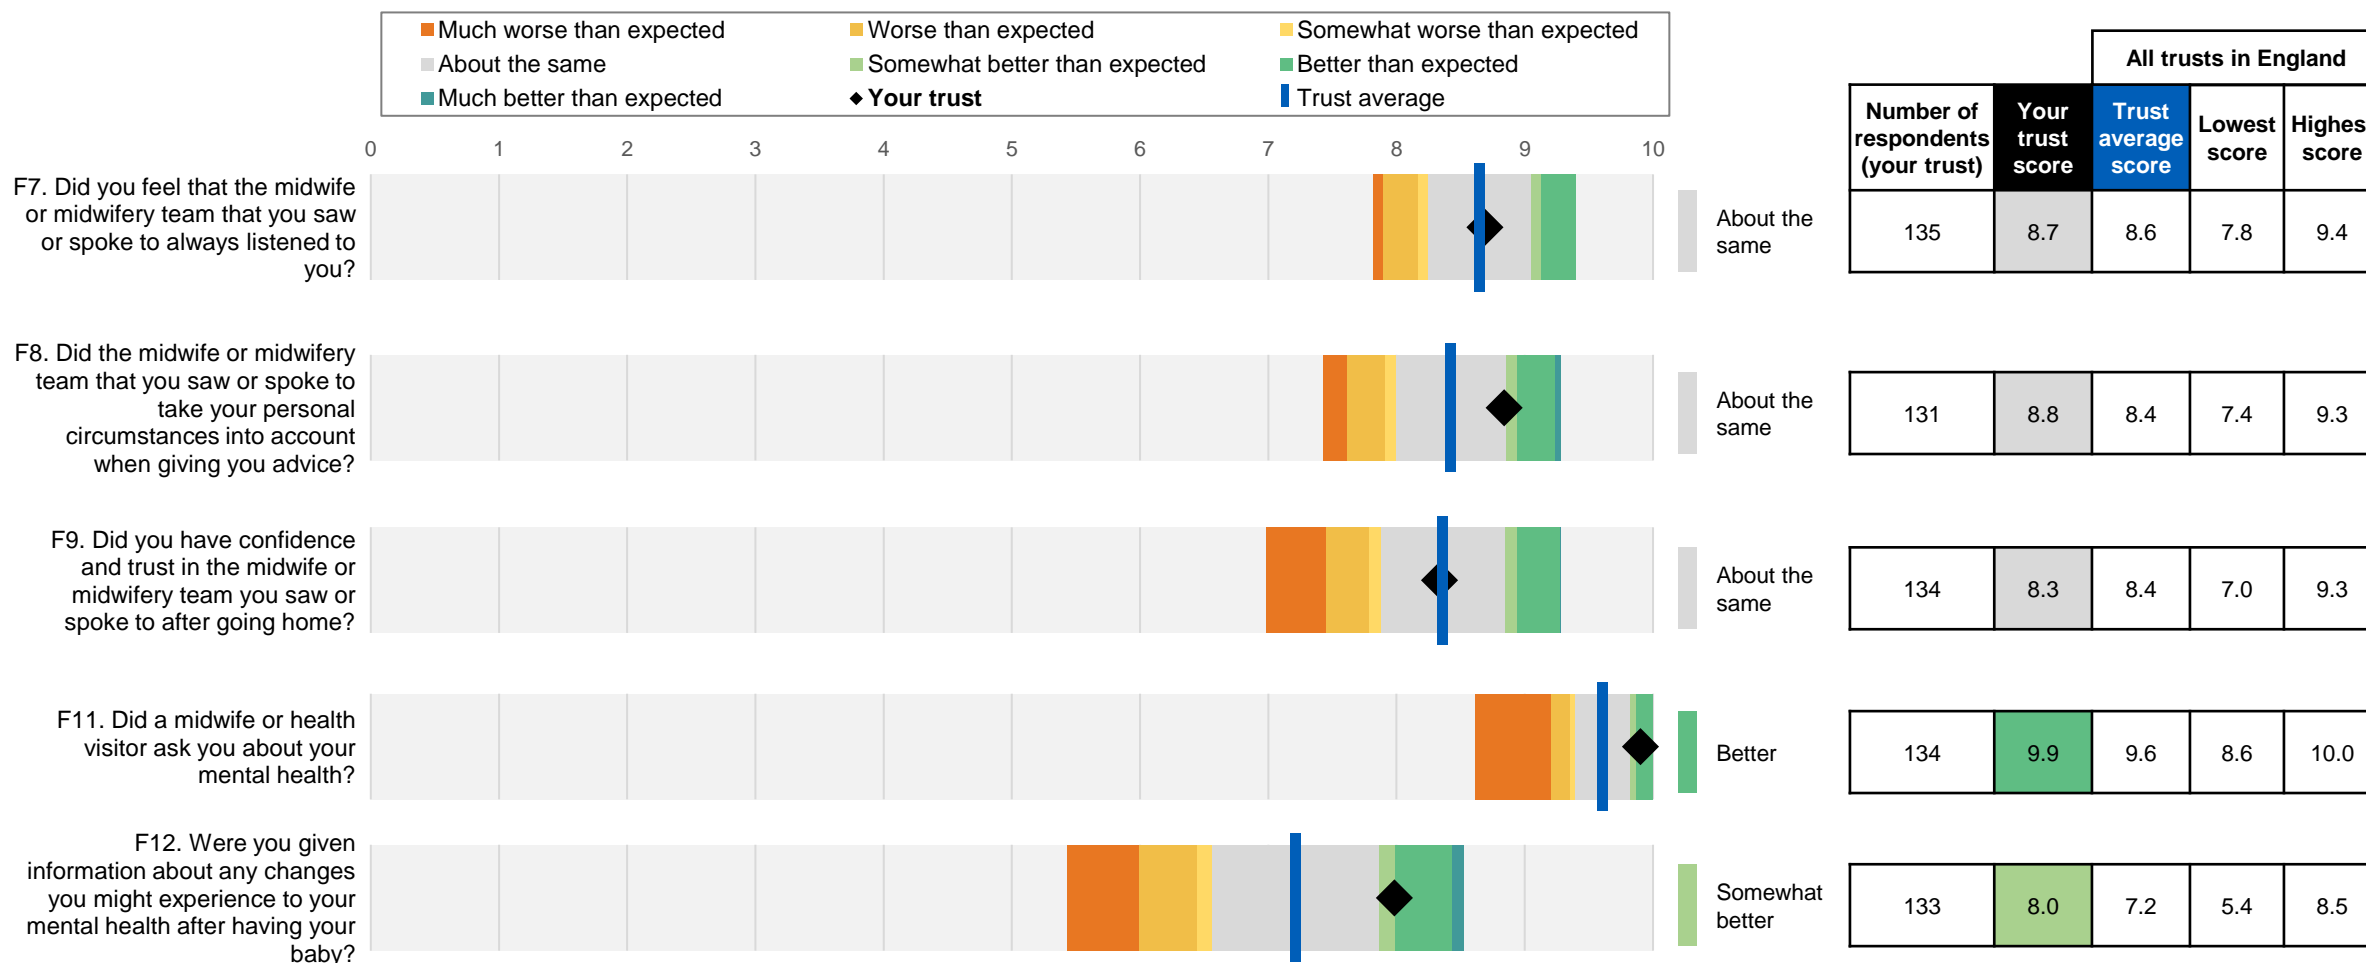 Much worse than expected
Worse than expected
Somewhat worse than expected
About the same
Somewhat better than expected
Better than expected
Much better than expected
Your trust
Trust average
All trusts in England
Number of respondents (your trust)
Your trust score
Trust average score
Lowest score
Highes score
0 1 2 3 4 5 6 7 8 9 10
F7. Did you feel that the midwife
or midwifery team that you saw
or spoke to always listened to
you?
About the
same
135 8.7 8.6 7.8 9.4
F8. Did the midwife or midwifery
team that you saw or spoke to
take your personal
circumstances into account
when giving you advice?
About the
same
131 8.8 8.4 7.4 9.3
F9. Did you have confidence
and trust in the midwife or
midwifery team you saw or
spoke to after going home?
About the
same
134 8.3 8.4 7.0 9.3
F11. Did a midwife or health
visitor ask you about your
mental health?
Better
134 9.9 9.6 8.6 10.0
F12. Were you given
information about any changes
you might experience to your
mental health after having your
baby?
Somewhat
better
133 8.0 7.2 5.4 8.5